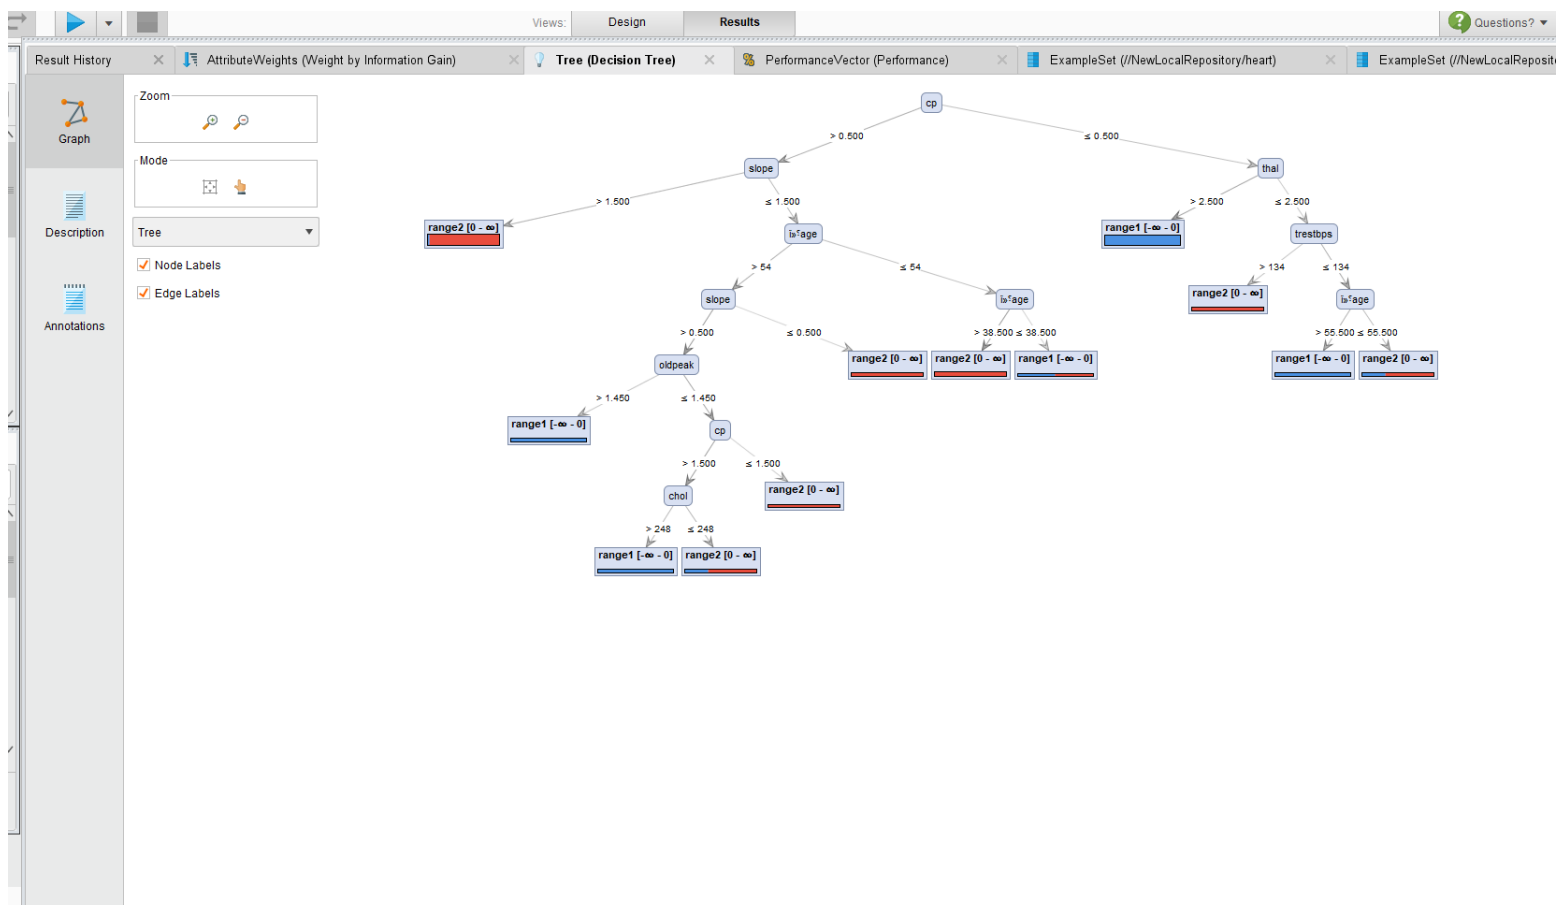 Views:
Design
Results
Questions?
Result History
AttributeWeights (Weight by Information Gain)
Tree (Decision Tree)
PerformanceVector (Performance)
ExampleSet (//NewLocalRepository/heart)
ExampleSet (//NewLocalReposito
Graph
Description
Annotations
Zoom
Mode
Tree
Node Labels
Edge Labels
cp
> 0.500
≤ 0.500
slope
thal
> 1.500
≤ 1.500
> 2.500
≤ 2.500
range2 [0 - ∞]
ï»¿age
range1 [-∞ - 0]
trestbps
> 54
≤ 54
> 134
≤ 134
slope
ï»¿age
range2 [0 - ∞]
ï»¿age
> 0.500
≤ 0.500
> 38.500
≤ 38.500
> 55.500
≤ 55.500
oldpeak
range2 [0 - ∞]
range2 [0 - ∞]
range1 [-∞ - 0]
range1 [-∞ - 0]
range2 [0 - ∞]
> 1.450
≤ 1.450
range1 [-∞ - 0]
cp
> 1.500
≤ 1.500
chol
range2 [0 - ∞]
> 248
≤ 248
range1 [-∞ - 0]
range2 [0 - ∞]